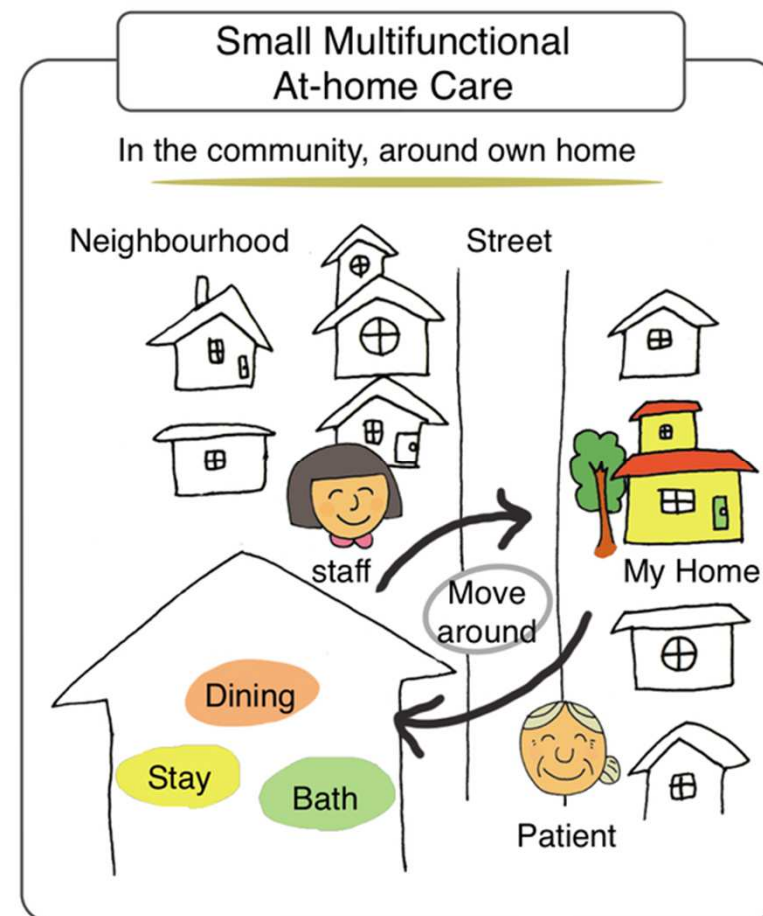 Small Multifunctional
At-home Care
In the community, around own home
Neighbourhood
Street
staff
My Home
Move
around
Dining
Stay
Bath
Patient